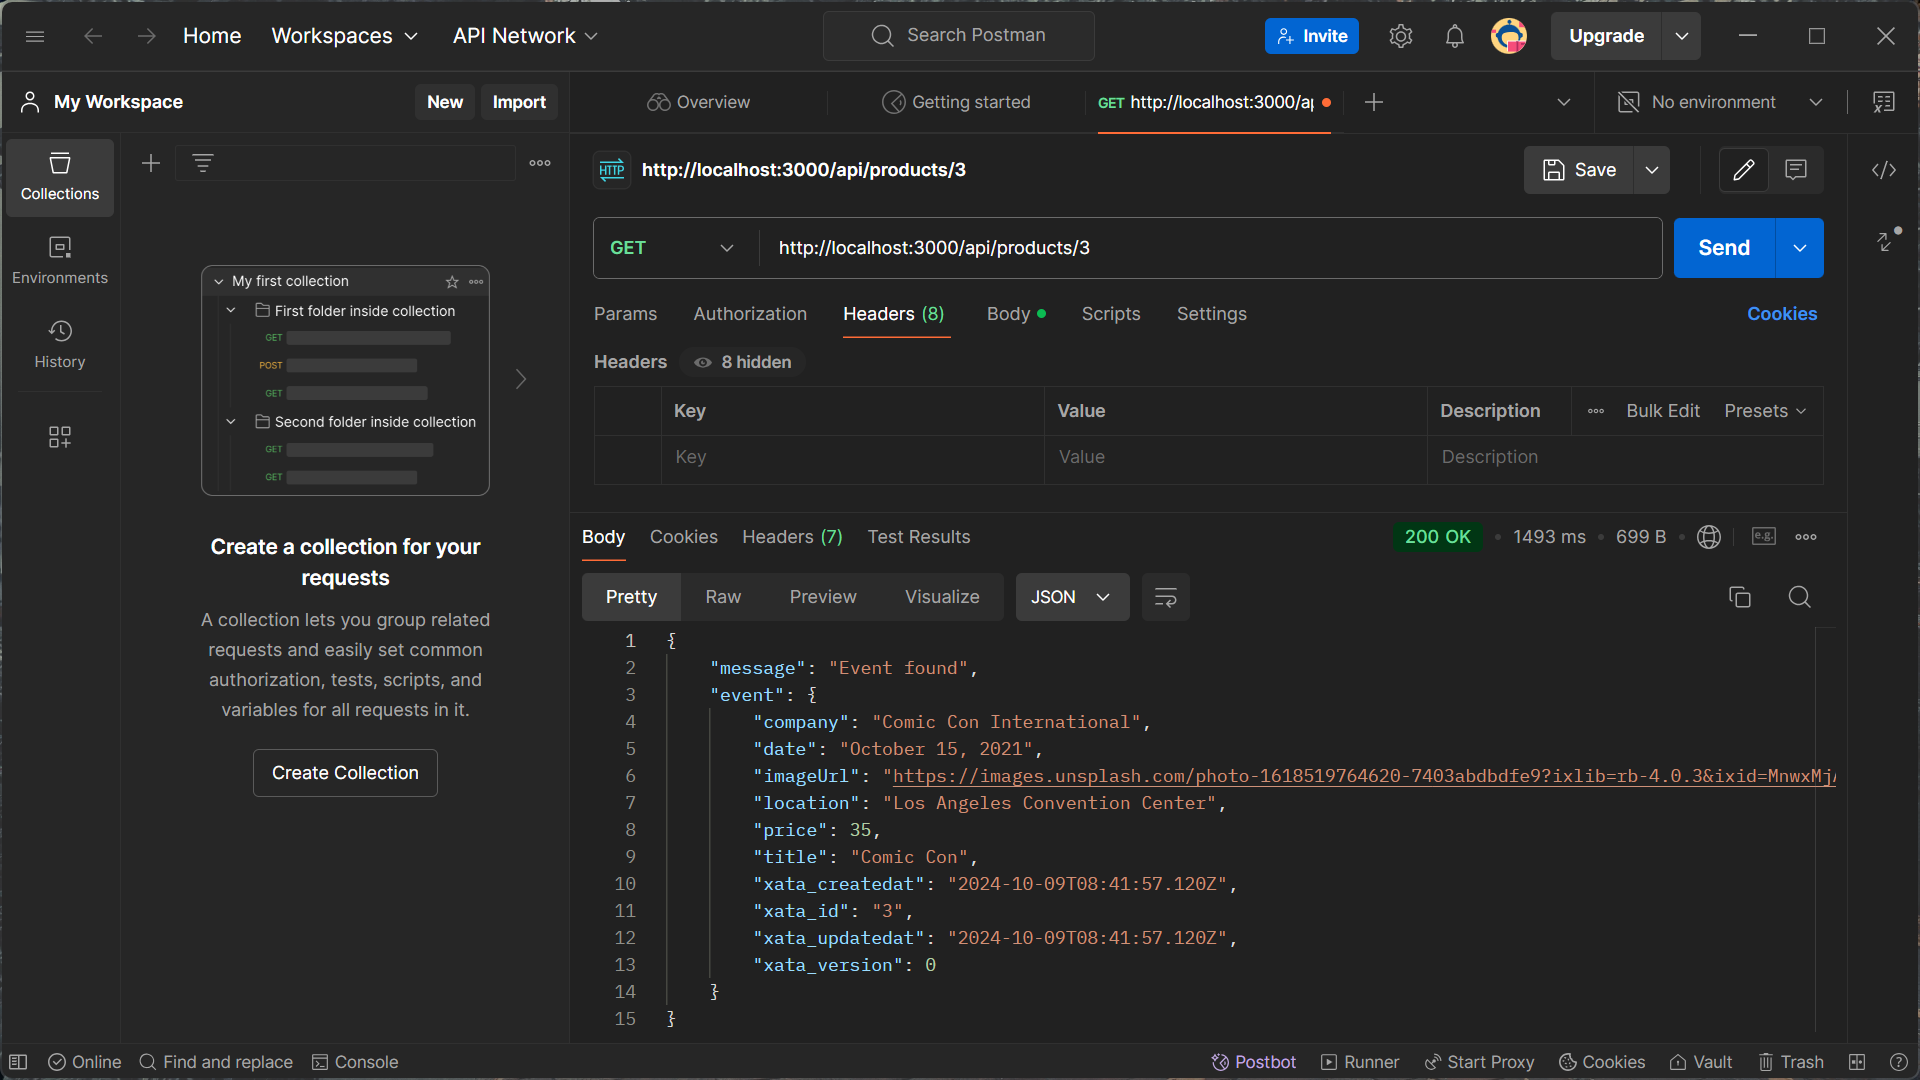 Home Workspaces API Network Search Postman Invite Upgrade
My Workspace New Import
Overview Getting started GET http://localhost:3000/a No environment
Collections
Environments
History
My first collection
First folder inside collection
GET
POST
GET
Second folder inside collection
GET
GET
Create a collection for your
requests
A collection lets you group related
requests and easily set common
authorization, tests, scripts, and
variables for all requests in it.
Create Collection
HTTP http://localhost:3000/api/products/3 Save
GET http://localhost:3000/api/products/3 Send
Params Authorization Headers (8) Body Scripts Settings Cookies
Headers 8 hidden
Key Value Description Bulk Edit Presets
Key Value Description
Body Cookies Headers (7) Test Results 200 OK 1493 ms 699 B e.g.
Pretty Raw Preview Visualize JSON
1 {
2 "message": "Event found",
3 "event": {
4 "company": "Comic Con International",
5 "date": "October 15, 2021",
6 "imageUrl": "https://images.unsplash.com/photo-1618519764620-7403abdbdfe9?ixlib=rb-4.0.3&ixid=MnwxMj
7 "location": "Los Angeles Convention Center",
8 "price": 35,
9 "title": "Comic Con",
10 "xata_createdat": "2024-10-09T08:41:57.120Z",
11 "xata_id": "3",
12 "xata_updatedat": "2024-10-09T08:41:57.120Z",
13 "xata_version": 0
14 }
15 }
Online Find and replace Console Postbot Runner Start Proxy Cookies Vault Trash